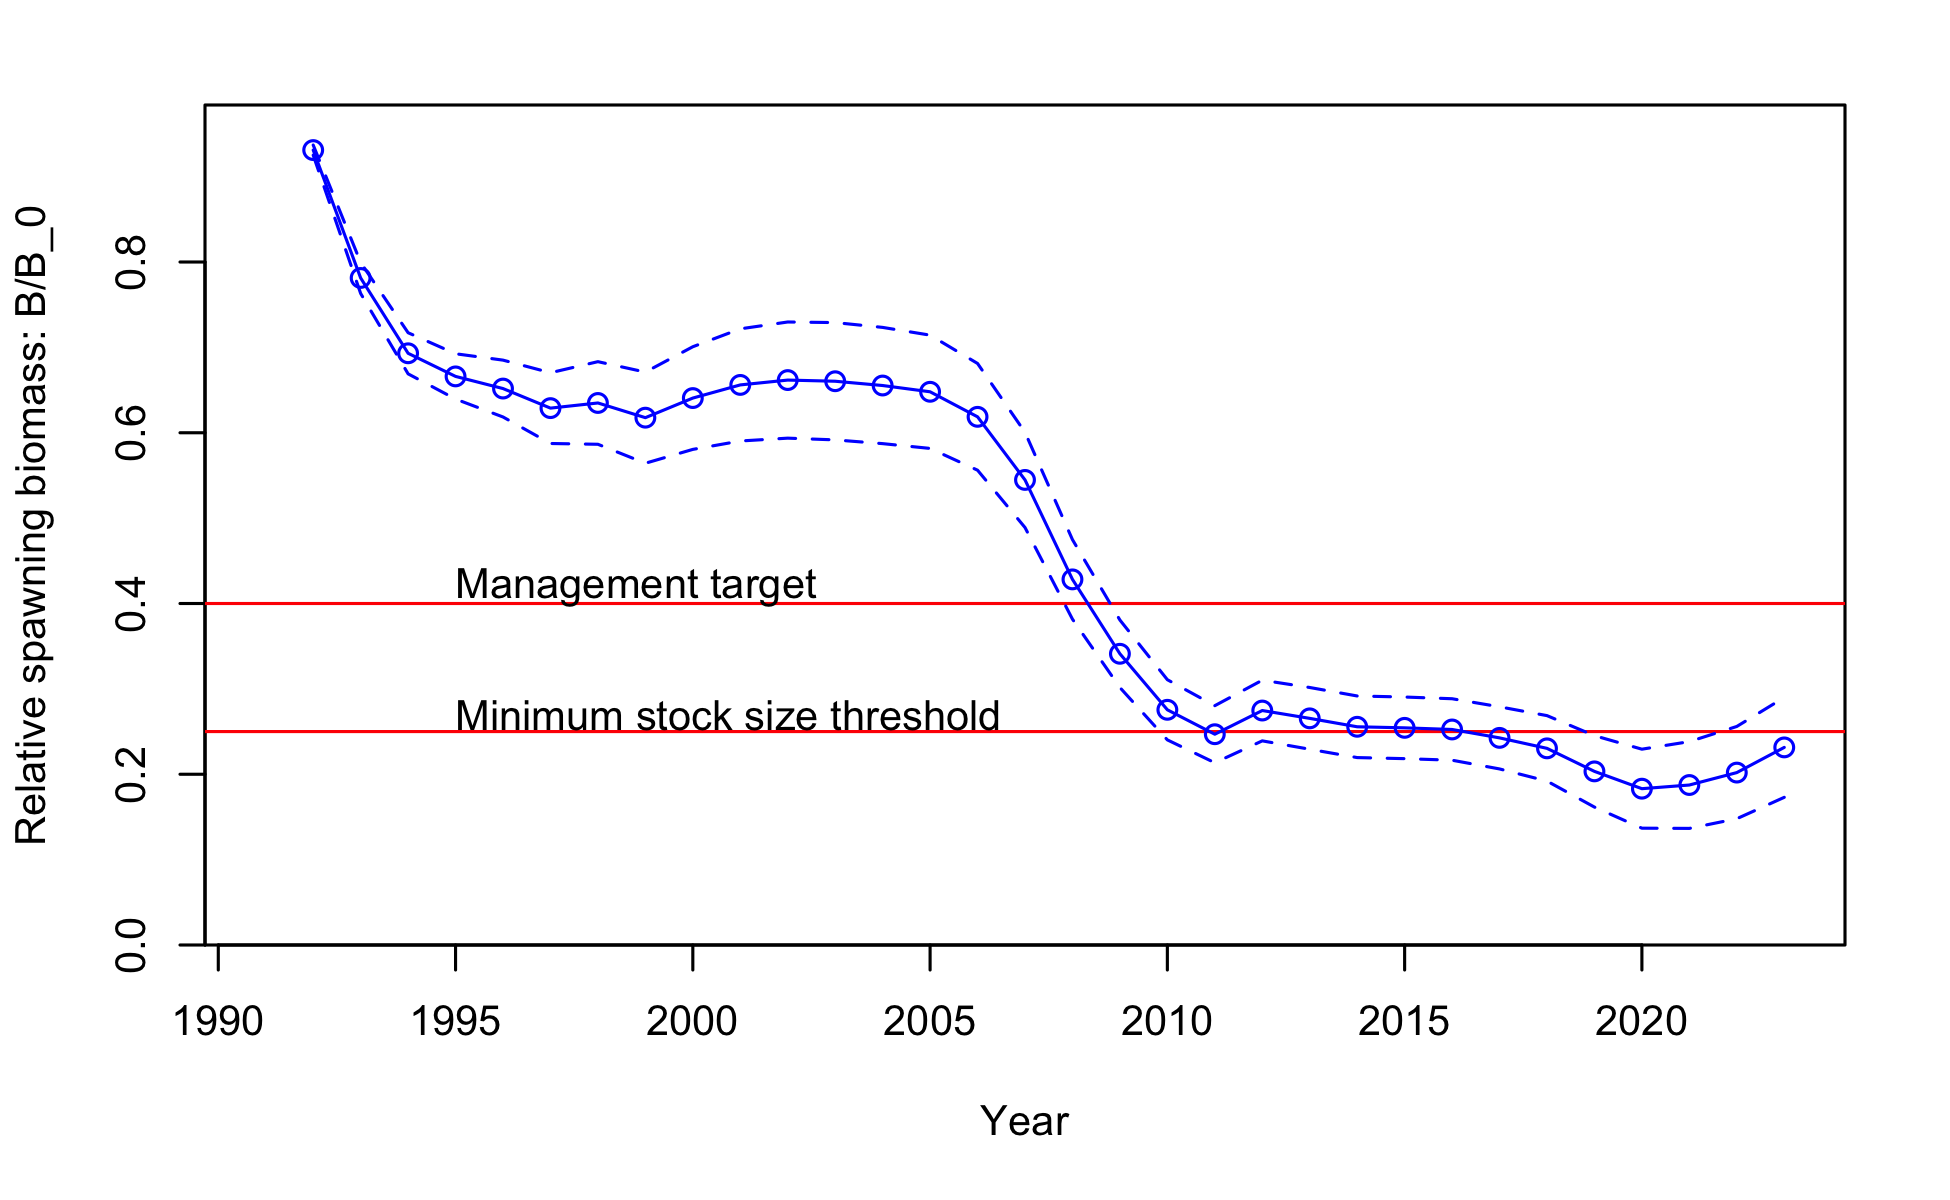 Relative spawning biomass: B/B_0
0.8
0.6
0.4
0.2
0.0
Management target
Minimum stock size threshold
1990 1995 2000 2005 2010 2015 2020
Year